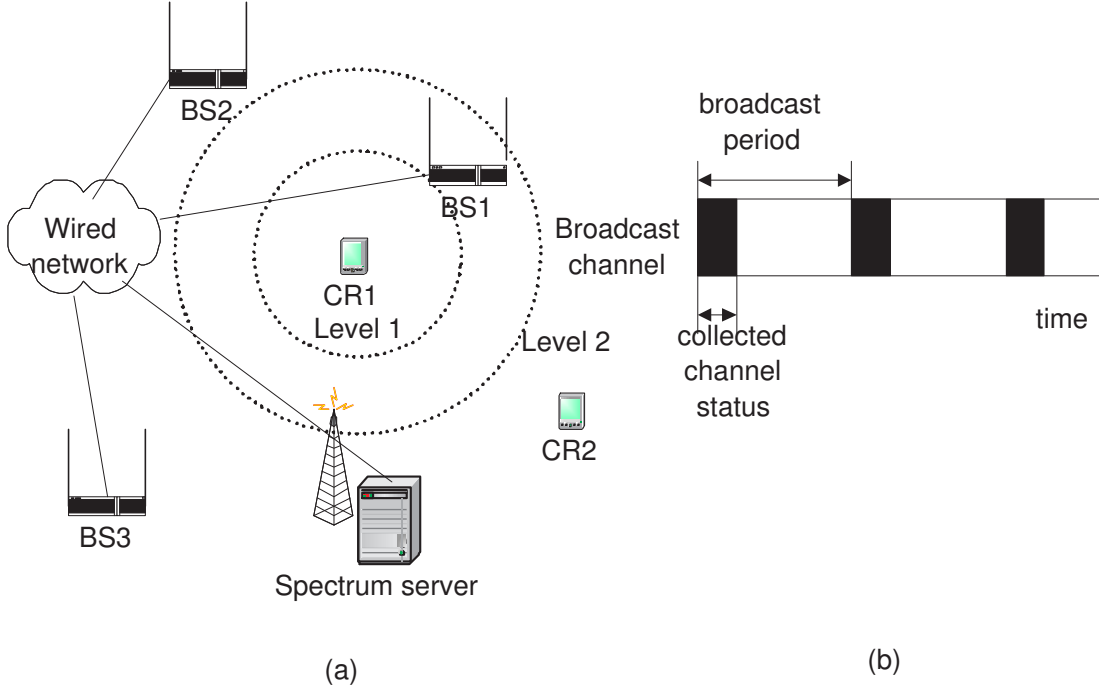 BS2
BS1
Wired
network
CR1
Level 1
Level 2
CR2
BS3
Spectrum server
(a)
broadcast
period
Broadcast
channel
time
collected
channel
status
(b)